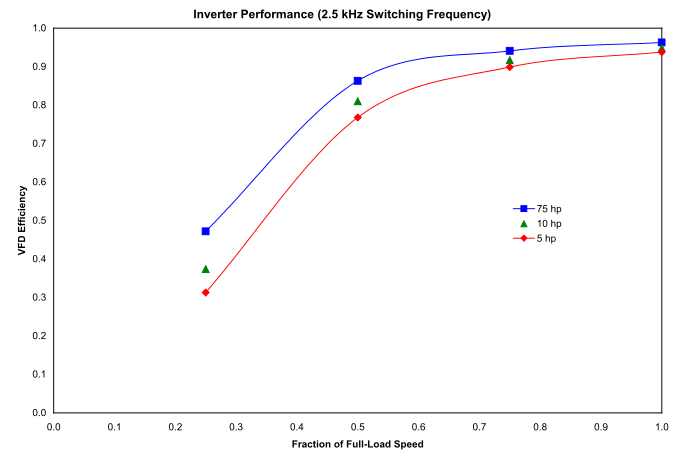 Inverter Performance (2.5 kHz Switching Frequency)
1.0
0.9
0.8
0.7
0.6
0.5
0.4
0.3
0.2
0.1
0.0
VFD Efficiency
75 hp
10 hp
5 hp
0.0 0.1 0.2 0.3 0.4 0.5 0.6 0.7 0.8 0.9 1.0
Fraction of Full-Load Speed